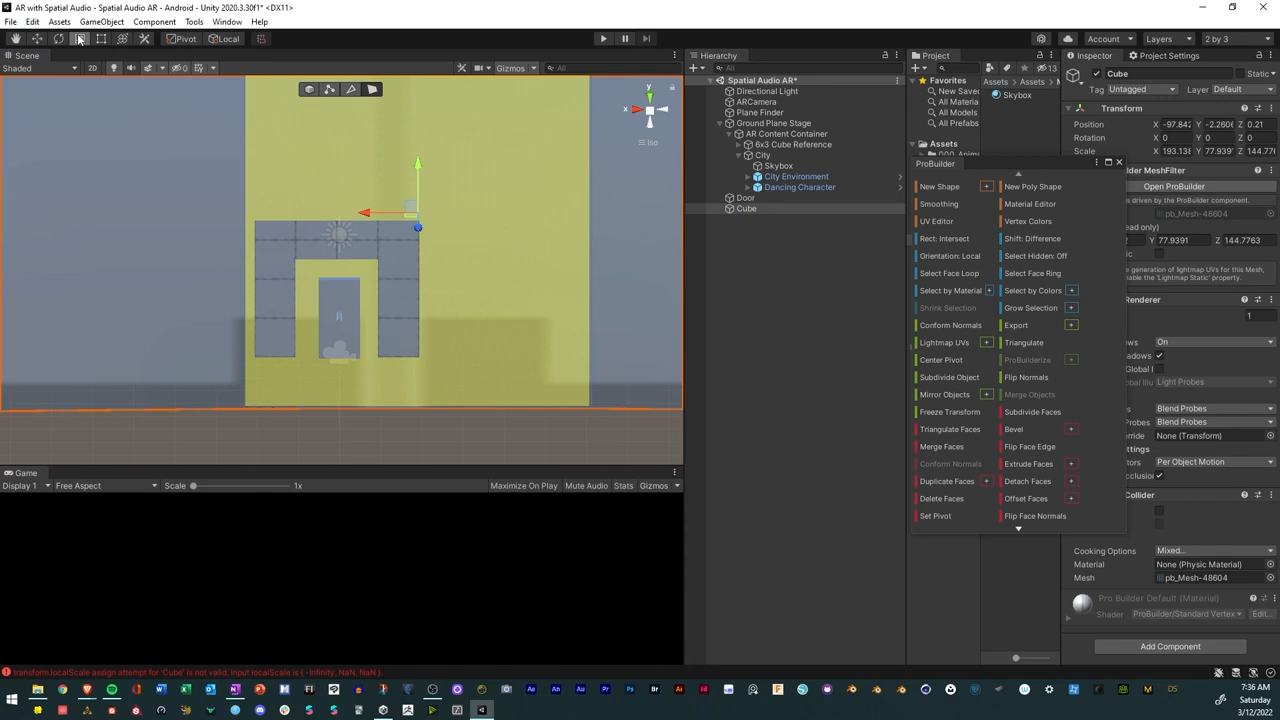 AR with Spatial Audio - Spatial Audio AR - Android - Unity 2020.3.30f1* <DX11>
File Edit Assets GameObject Component Tools Window Help
Pivot Local Account Layers 2 by 3
Scene Hierarchy Project Inspector Project Settings
Shaded 2D 0 Gizmos All
All 13
Spatial Audio AR*
Directional Light
ARCamera
Plane Finder
Ground Plane Stage
AR Content Container
6x3 Cube Reference
City
Skybox
City Environment
Dancing Character
Door
Cube
y
x
Iso
Favorites
New Saved
All Materia
All Models
All Prefabs
Assets
Assets Assets
Skybox
Cube Static
Tag Untagged Layer Default
Transform
Position X -97.842 Y -2.2606 Z 0.21
Rotation X 0 Y 0 Z 0
Scale X 193.138 Y 77.9391 Z 144.77
ProBuilder
New Shape New Poly Shape
Smoothing Material Editor
UV Editor Vertex Colors
Rect: Intersect Shift: Difference
Orientation: Local Select Hidden: Off
Select Face Loop Select Face Ring
Select by Material Select by Colors
Shrink Selection Grow Selection
Conform Normals Export
Lightmap UVs Triangulate
Center Pivot ProBuilderize
Subdivide Object Flip Normals
Mirror Objects Merge Objects
Freeze Transform Subdivide Faces
Triangulate Faces Bevel
Merge Faces Flip Face Edge
Conform Normals Extrude Faces
Duplicate Faces Detach Faces
Delete Faces Offset Faces
Set Pivot Flip Face Normals
lder MeshFilter
Open ProBuilder
is driven by the ProBuilder component.
pb_Mesh-48604
ead only)
Y 77.9391 Z 144.7763
e generation of lightmap UVs for this Mesh,
able the 'Lightmap Static' property.
Renderer
1
ws On
adows
Global I
Light Probes
Blend Probes
Blend Probes
erride None (Transform)
ettings
Per Object Motion
cclusio
Collider
Cooking Options Mixed...
Material None (Physic Material)
Mesh pb_Mesh-48604
Pro Builder Default (Material)
Shader ProBuilder/Standard Vertex Edit...
Add Component
Game
Display 1 Free Aspect Scale 1x Maximize On Play Mute Audio Stats Gizmos
transform.localScale assign attempt for 'Cube' is not valid. Input localScale is { -Infinity, NaN, NaN }.
7:36 AM
Saturday
3/12/2022